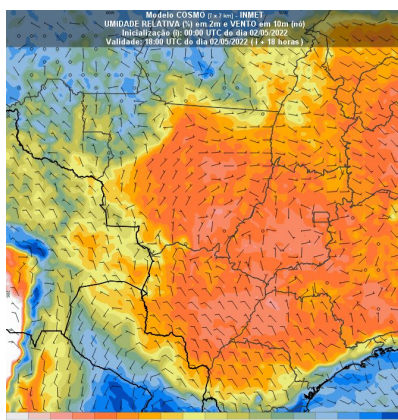 Modelo COSMO (7 x 7 km) - INMET
UMIDADE RELATIVA (%) em 2m e VENTO em 10m (nó)
Inicialização (i): 00:00 UTC do dia 02/05/2022
Validade: 18:00 UTC do dia 02/05/2022 ( i + 18 horas )